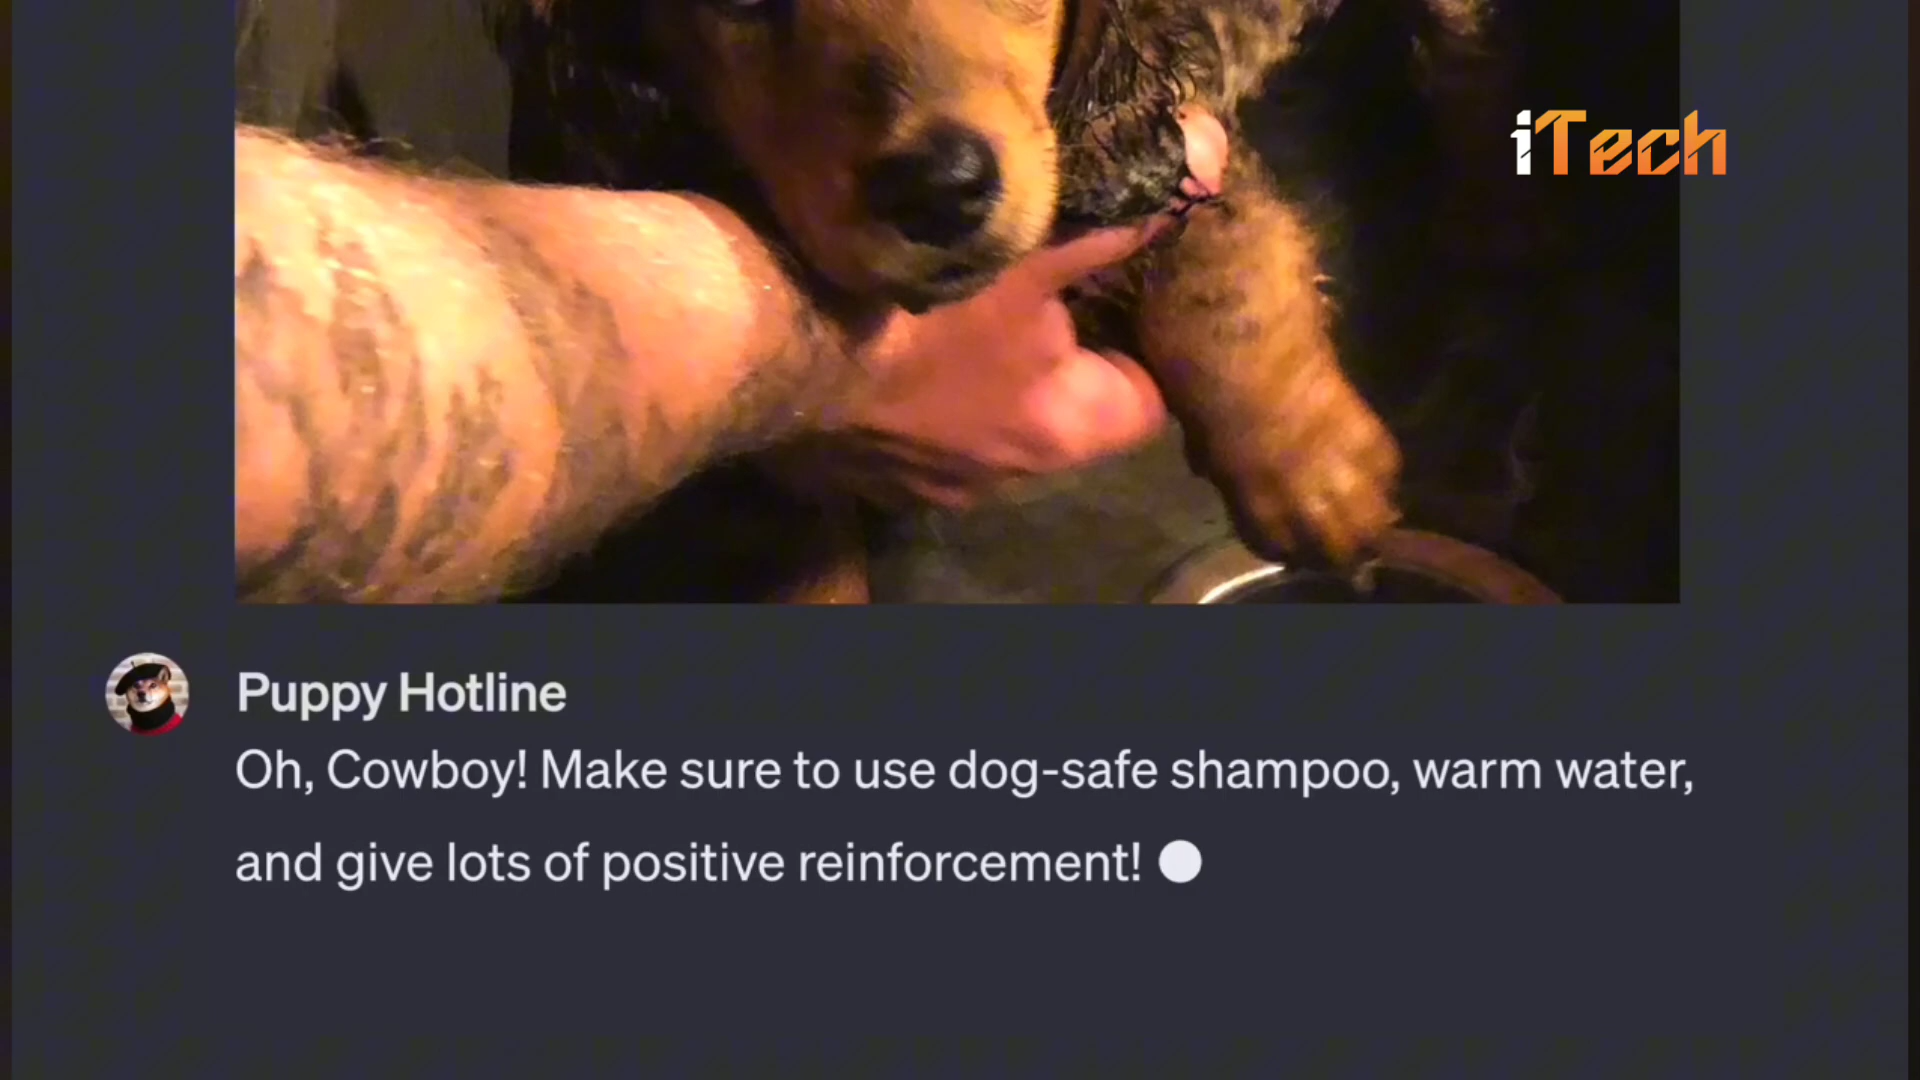 iTech
Puppy Hotline
Oh, Cowboy! Make sure to use dog-safe shampoo, warm water,
and give lots of positive reinforcement!